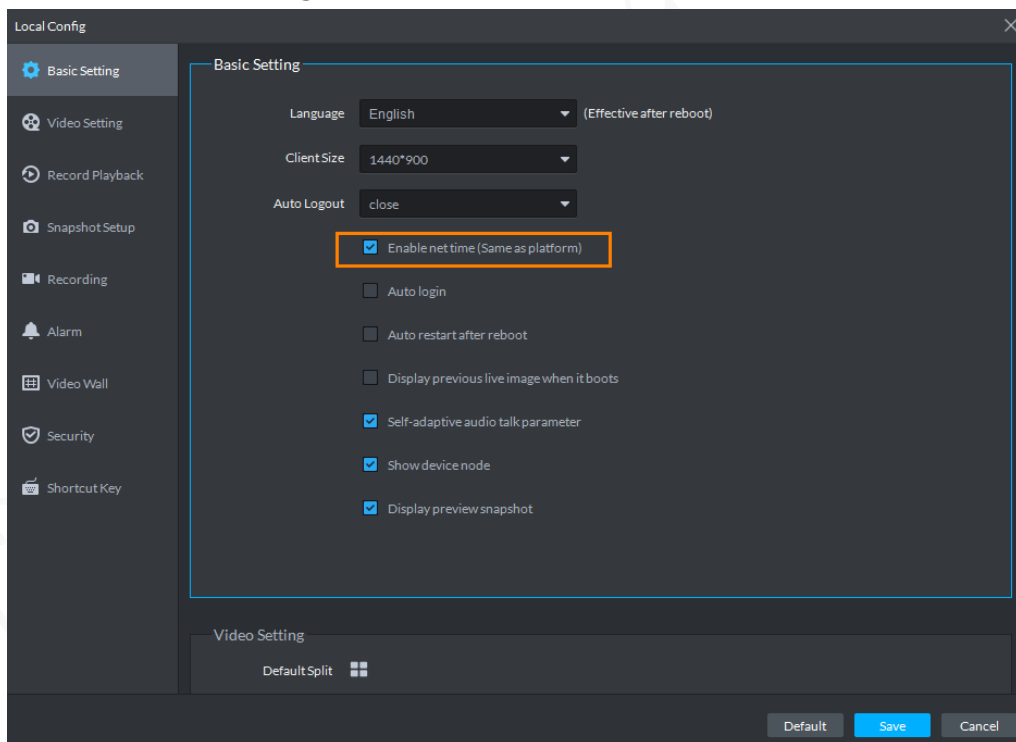 Local Config
Basic Setting
Video Setting
Record Playback
Snapshot Setup
Recording
Alarm
Video Wall
Security
Shortcut Key
Basic Setting
Language English (Effective after reboot)
Client Size 1440*900
Auto Logout close
Enable net time (Same as platform)
Auto login
Auto restart after reboot
Display previous live image when it boots
Self-adaptive audio talk parameter
Show device node
Display preview snapshot
Video Setting
Default Split
Default Save Cancel